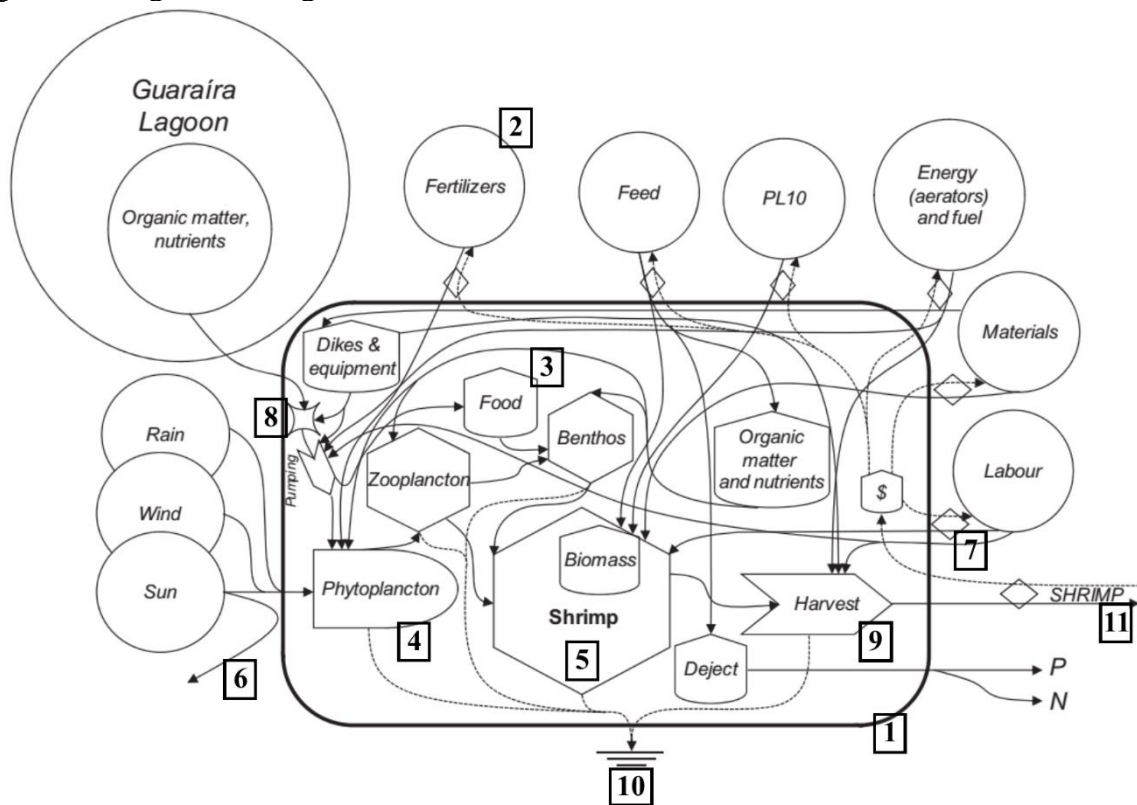 Guaraíra
Lagoon
Organic matter,
nutrients
2
Fertilizers
Feed
PL10
Energy
(aerators)
and fuel
Materials
Dikes &
equipment
3
Food
Benthos
8
Rain
Pumping
Zooplancton
Organic
matter
and nutrients
$
Labour
Wind
7
Sun
Phytoplancton
4
Biomass
Shrimp
5
Harvest
9
SHRIMP
11
6
Deject
P
N
1
10